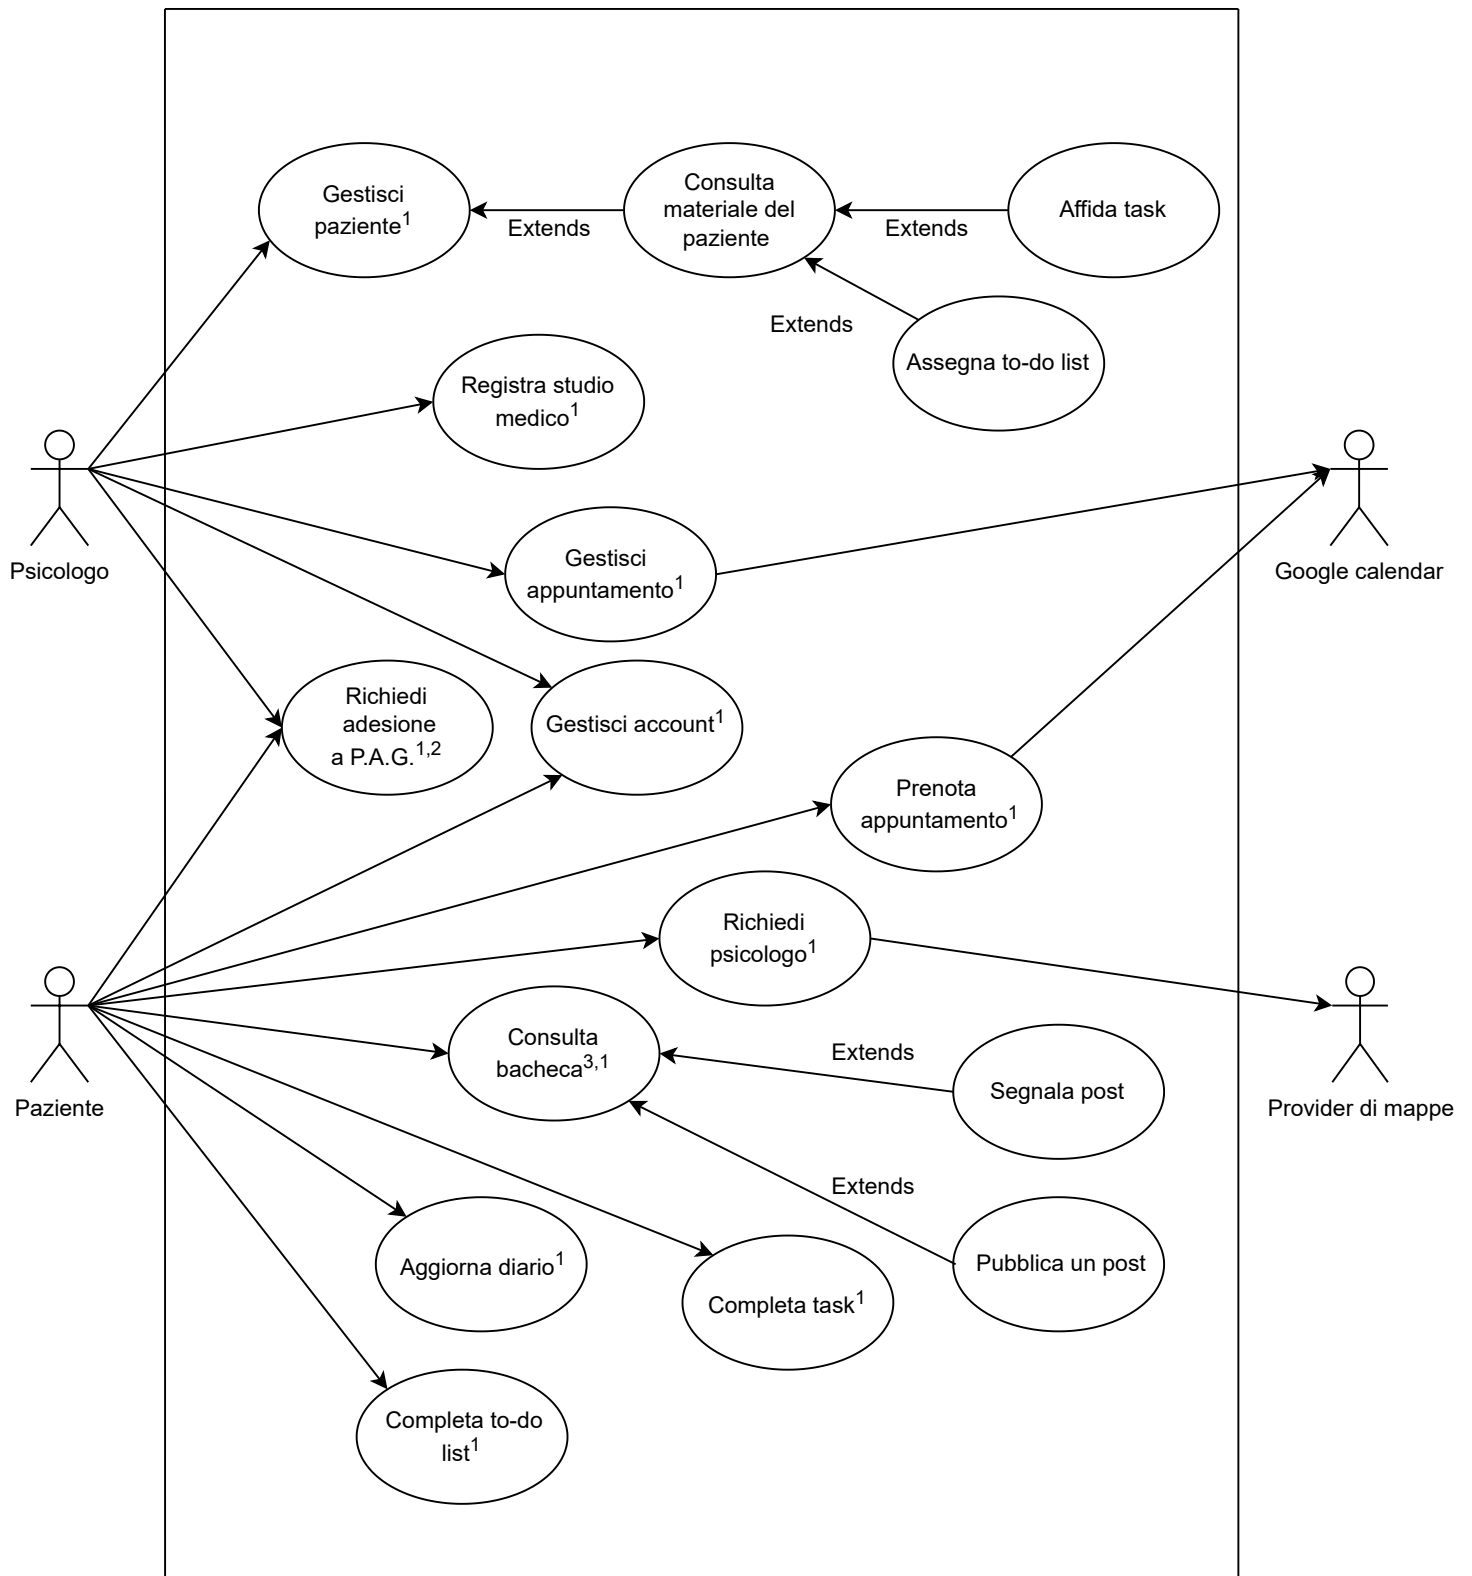 Gestisci
paziente1
Extends
Consulta
materiale del
paziente
Extends
Affida task
Extends
Assegna to-do list
Registra studio
medico1
Psicologo
Gestisci
appuntamento1
Google calendar
Richiedi
adesione
a P.A.G.1,2
Gestisci account1
Prenota
appuntamento1
Richiedi
psicologo1
Paziente
Consulta
bacheca3,1
Extends
Segnala post
Provider di mappe
Extends
Aggiorna diario1
Completa task1
Pubblica un post
Completa to-do
list1